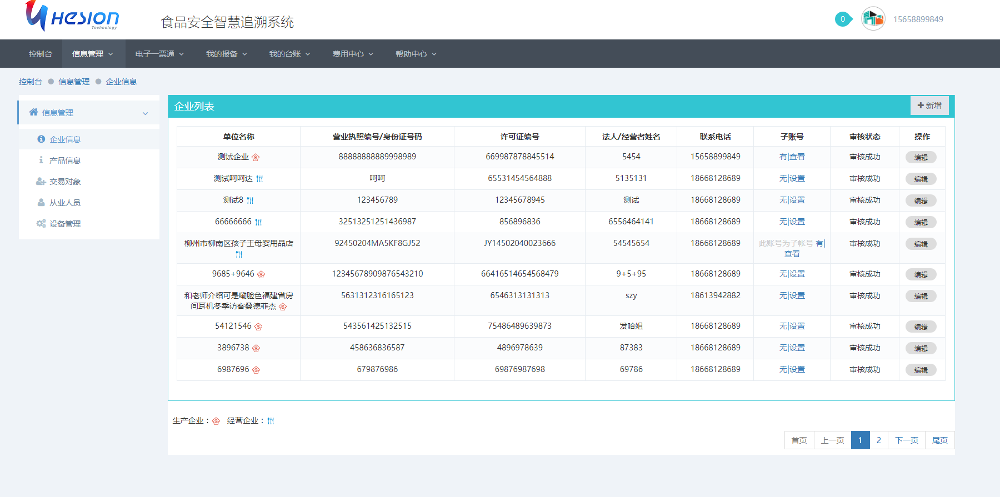 HESION
Technology
食品安全智慧追溯系统
0
15658899849
控制台 信息管理 电子一票通 我的报备 我的台账 费用中心 帮助中心
控制台 信息管理 企业信息
信息管理
企业信息
产品信息
交易对象
从业人员
设备管理
企业列表
新增
单位名称 营业执照编号/身份证号码 许可证编号 法人/经营者姓名 联系电话 子账号 审核状态 操作
测试企业 88888888889998989 669987878845514 5454 15658899849 有|查看 审核成功 编辑
测试呵呵达 呵呵 65531454564888 5135131 18668128689 无|设置 审核成功 编辑
测试8 123456789 12345678945 测试 18668128689 无|设置 审核成功 编辑
66666666 32513251251436987 856896836 6556464141 18668128689 无|设置 审核成功 编辑
柳州市柳南区孩子王母婴用品店 92450204MA5KF8GJ52 JY14502040023666 54545654 18668128689 此账号为子帐号 有|
查看 审核成功 编辑
9685+9646 12345678909876543210 66416514654568479 9+5+95 18668128689 无|设置 审核成功 编辑
和老师介绍可是嘞脸色福建省房
间耳机冬季访客桑德菲杰 5631312316165123 6546313131313 szy 18613942882 无|设置 审核成功 编辑
54121546 543561425132515 75486489639873 发哈姐 18668128689 无|设置 审核成功 编辑
3896738 458636836587 4896978639 87383 18668128689 无|设置 审核成功 编辑
6987696 679876986 69876987698 69786 18668128689 无|设置 审核成功 编辑
生产企业： 经营企业：
首页 上一页 1 2 下一页 尾页